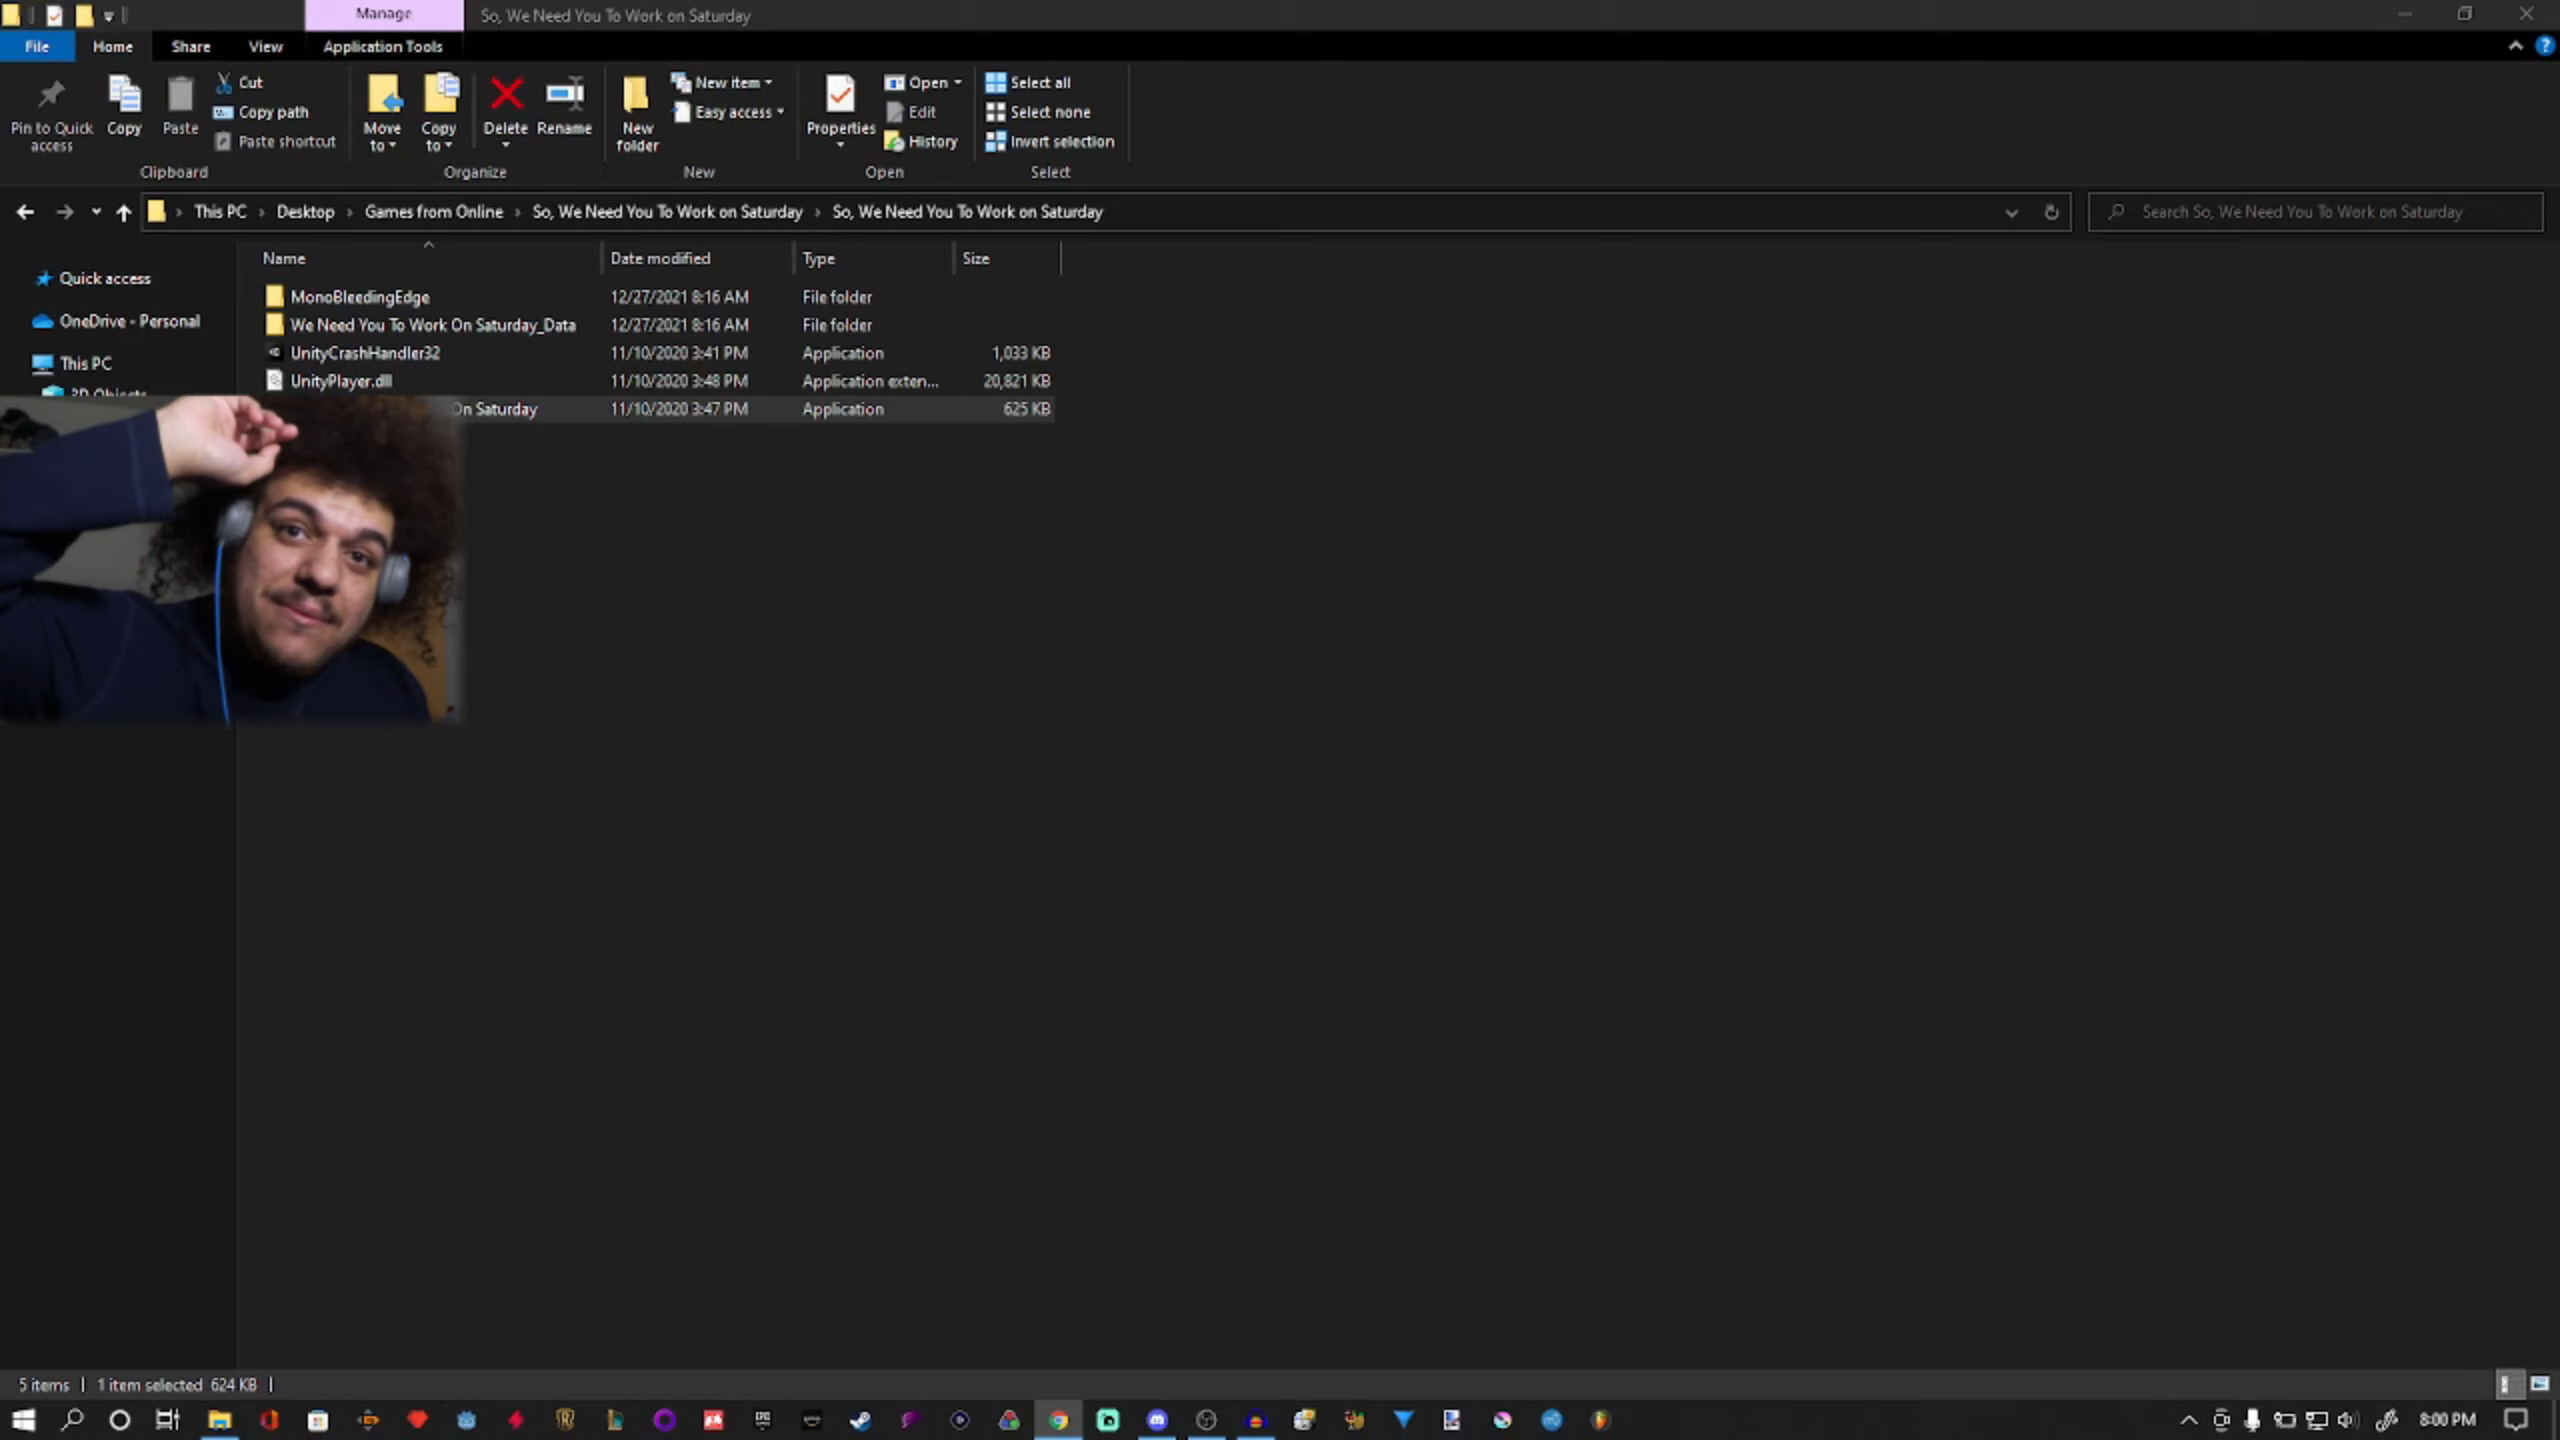 Manage
So, We Need You To Work on Saturday
File
Home
Share
View
Application Tools
Pin to Quick access
Copy
Paste
Cut
Copy path
Paste shortcut
Clipboard
Move to
Copy to
Delete
Rename
Organize
New folder
New item
Easy access
New
Properties
Open
Edit
History
Open
Select all
Select none
Invert selection
Select
This PC > Desktop > Games from Online > So, We Need You To Work on Saturday > So, We Need You To Work on Saturday
Search So, We Need You To Work on Saturday
Name Date modified Type Size
Quick access
OneDrive - Personal
This PC
3D Objects
MonoBleedingEdge 12/27/2021 8:16 AM File folder
We Need You To Work On Saturday_Data 12/27/2021 8:16 AM File folder
UnityCrashHandler32 11/10/2020 3:41 PM Application 1,033 KB
UnityPlayer.dll 11/10/2020 3:48 PM Application exten... 20,821 KB
On Saturday 11/10/2020 3:47 PM Application 625 KB
5 items | 1 item selected 624 KB |
8:00 PM